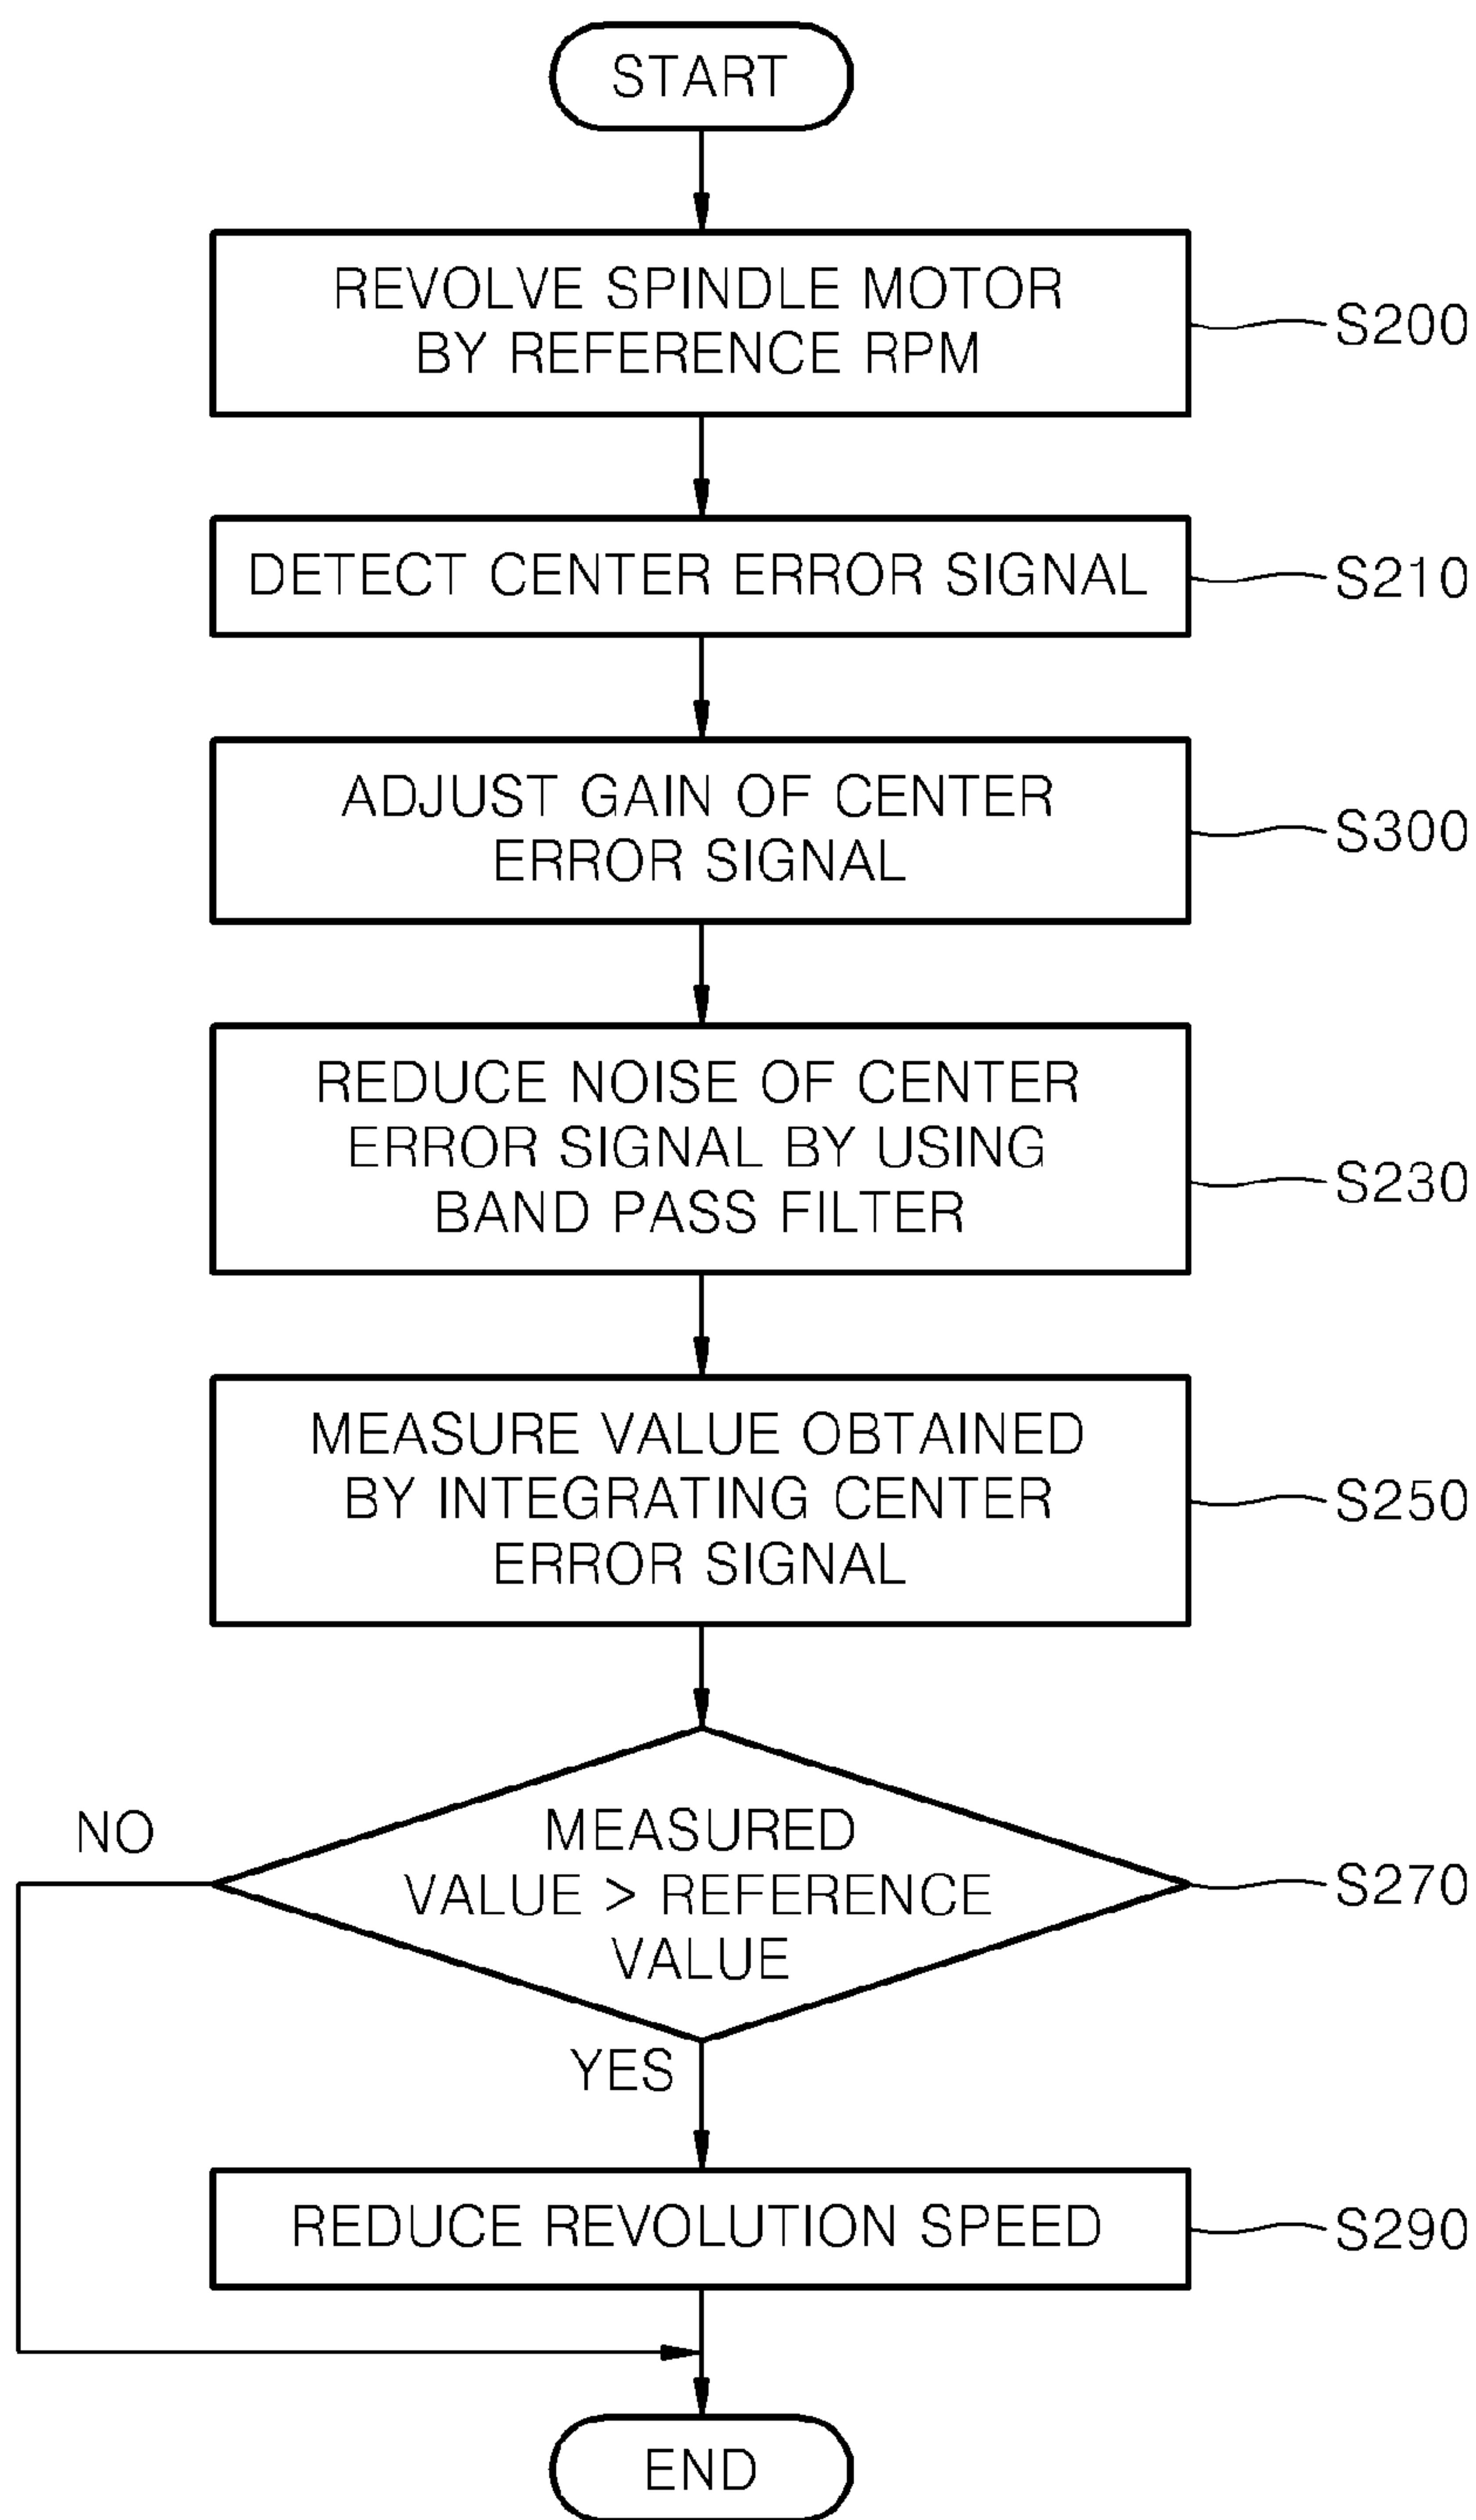 START
REVOLVE SPINDLE MOTOR
BY REFERENCE RPM
S200
DETECT CENTER ERROR SIGNAL
S210
ADJUST GAIN OF CENTER
ERROR SIGNAL
S300
REDUCE NOISE OF CENTER
ERROR SIGNAL BY USING
BAND PASS FILTER
S230
MEASURE VALUE OBTAINED
BY INTEGRATING CENTER
ERROR SIGNAL
S250
NO
MEASURED
VALUE > REFERENCE
VALUE
S270
YES
REDUCE REVOLUTION SPEED
S290
END